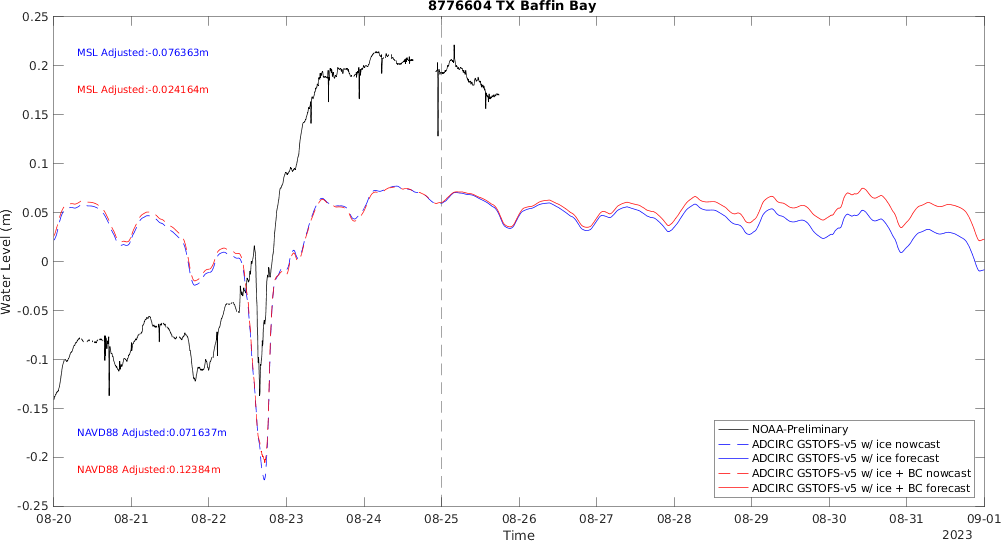 8776604 TX Baffin Bay
0.25
0.2
0.15
0.1
0.05
0
-0.05
-0.1
-0.15
-0.2
-0.25
Water Level (m)
MSL Adjusted:-0.076363m
MSL Adjusted:-0.024164m
NAVD88 Adjusted:0.071637m
NAVD88 Adjusted:0.12384m
NOAA-Preliminary
ADCIRC GSTOFS-v5 w/ ice nowcast
ADCIRC GSTOFS-v5 w/ ice forecast
ADCIRC GSTOFS-v5 w/ ice + BC nowcast
ADCIRC GSTOFS-v5 w/ ice + BC forecast
08-20 08-21 08-22 08-23 08-24 08-25 08-26 08-27 08-28 08-29 08-30 08-31 09-01
Time
2023